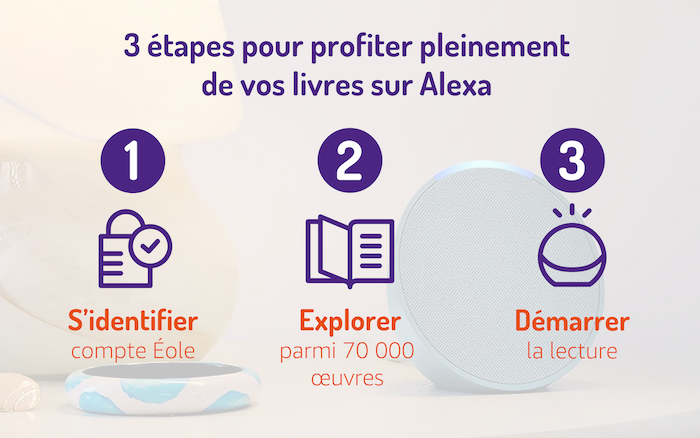 3 étapes pour profiter pleinement
de vos livres sur Alexa
1
2
3
S'identifier
compte Éole
Explorer
parmi 70 000
œuvres
Démarrer
la lecture